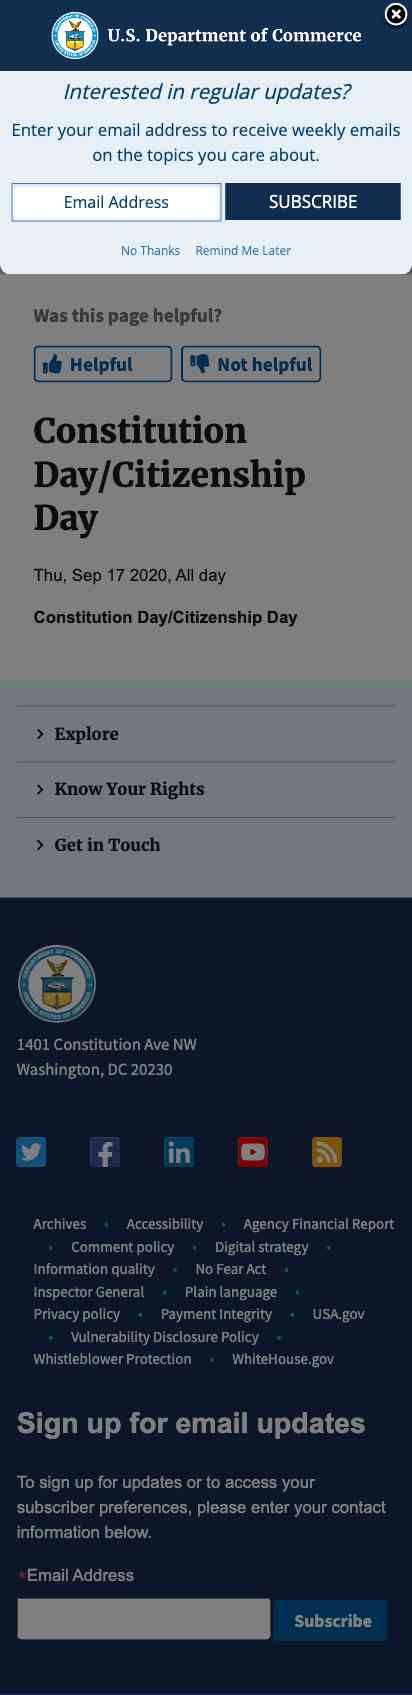 U.S. Department of Commerce
Interested in regular updates?
Enter your email address to receive weekly emails
on the topics you care about.
Email Address
SUBSCRIBE
No Thanks Remind Me Later
Was this page helpful?
Helpful Not helpful
Constitution
Day/Citizenship
Day
Thu, Sep 17 2020, All day
Constitution Day/Citizenship Day
Explore
Know Your Rights
Get in Touch
1401 Constitution Ave NW
Washington, DC 20230
Archives • Accessibility • Agency Financial Report
• Comment policy • Digital strategy •
Information quality • No Fear Act •
Inspector General • Plain language •
Privacy policy • Payment Integrity • USA.gov
• Vulnerability Disclosure Policy •
Whistleblower Protection • WhiteHouse.gov
Sign up for email updates
To sign up for updates or to access your
subscriber preferences, please enter your contact
information below.
*Email Address
Subscribe